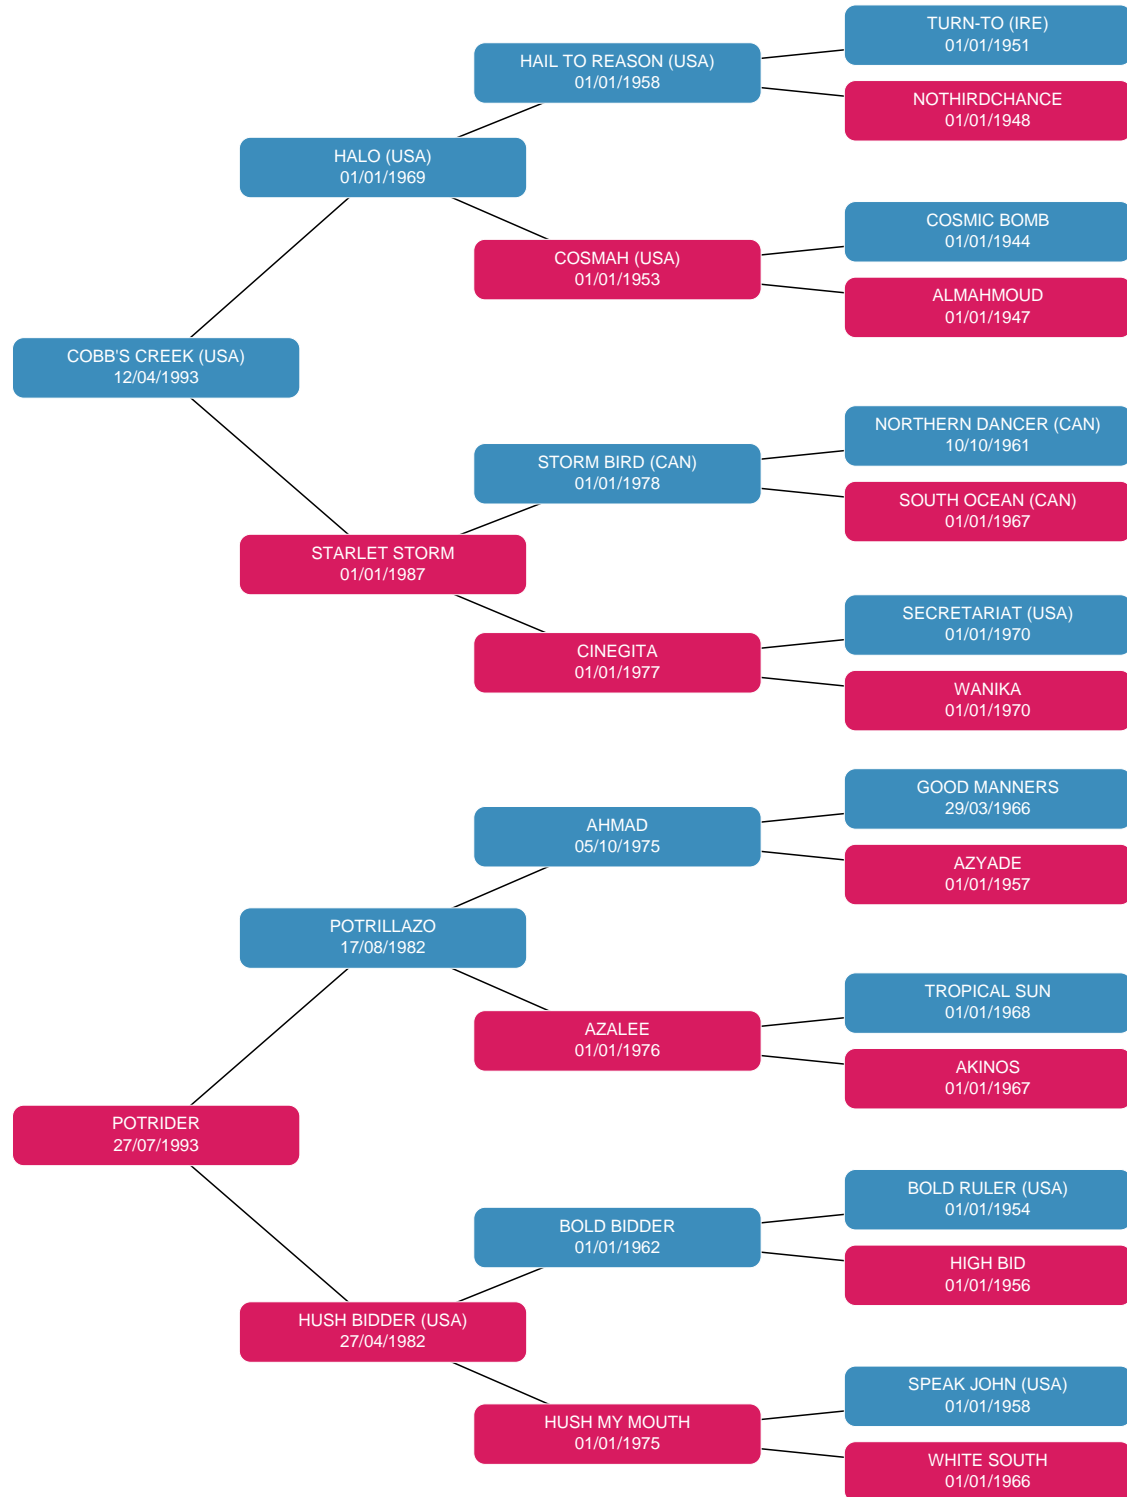 TURN-TO (IRE)
01/01/1951
HAIL TO REASON (USA)
01/01/1958
NOTHIRDCHANCE
01/01/1948
HALO (USA)
01/01/1969
COSMIC BOMB
01/01/1944
COSMAH (USA)
01/01/1953
ALMAHMOUD
01/01/1947
COBB'S CREEK (USA)
12/04/1993
NORTHERN DANCER (CAN)
10/10/1961
STORM BIRD (CAN)
01/01/1978
SOUTH OCEAN (CAN)
01/01/1967
STARLET STORM
01/01/1987
SECRETARIAT (USA)
01/01/1970
CINEGITA
01/01/1977
WANIKA
01/01/1970
GOOD MANNERS
29/03/1966
AHMAD
05/10/1975
AZYADE
01/01/1957
POTRILLAZO
17/08/1982
TROPICAL SUN
01/01/1968
AZALEE
01/01/1976
AKINOS
01/01/1967
POTRIDER
27/07/1993
BOLD RULER (USA)
01/01/1954
BOLD BIDDER
01/01/1962
HIGH BID
01/01/1956
HUSH BIDDER (USA)
27/04/1982
SPEAK JOHN (USA)
01/01/1958
HUSH MY MOUTH
01/01/1975
WHITE SOUTH
01/01/1966